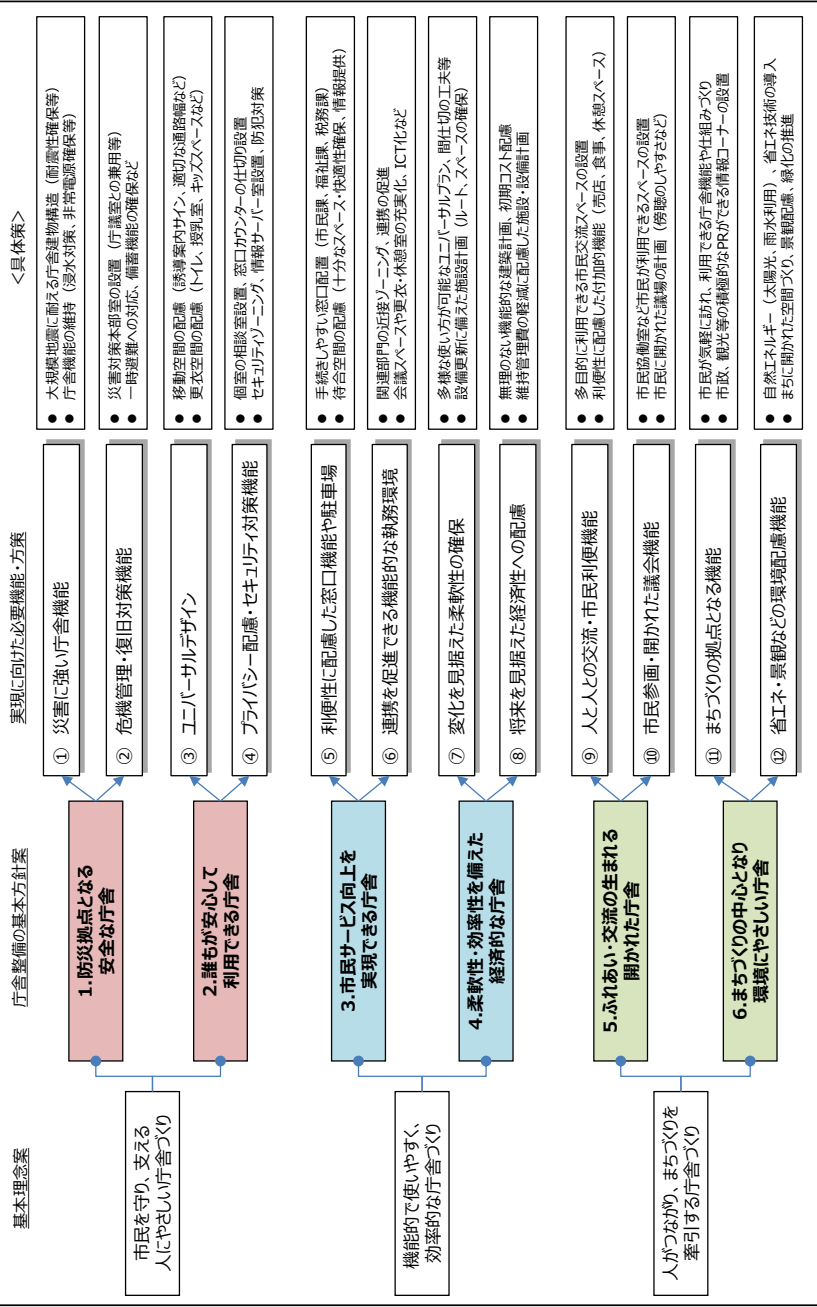 基本理念案
庁舎整備の基本方針案
実現に向けた必要機能・方策
<具体策>
市民を守り、支える
人にやさしい庁舎づくり
1.防災拠点となる
安全な庁舎
① 災害に強い庁舎機能
● 大規模地震に耐える庁舎建物構造（耐震性確保等）
● 庁舎機能の維持（浸水対策、非常電源確保等）
② 危機管理・復旧対策機能
● 災害対策本部室の設置（庁議室との兼用等）
● 一時避難への対応、備蓄機能の確保など
2.誰もが安心して
利用できる庁舎
③ ユニバーサルデザイン
● 移動空間の配慮（誘導案内サイン、適切な通路幅など）
● 更衣空間の配慮（トイレ、授乳室、キッズスペースなど）
④ プライバシー配慮・セキュリティ対策機能
● 個室の相談室設置、窓口カウンターの仕切り設置
● セキュリティゾーニング、情報サーバー室設置、防犯対策
機能的で使いやすく、
効率的な庁舎づくり
3.市民サービス向上を
実現できる庁舎
⑤ 利便性に配慮した窓口機能や駐車場
● 手続きしやすい窓口配置（市民課、福祉課、税務課）
● 待合空間の配慮（十分なスペース・快適性確保、情報提供）
⑥ 連携を促進できる機能的な執務環境
● 関連部門の近接ゾーニング、連携の促進
● 会議スペースや更衣・休憩室の充実化、ICT化など
4.柔軟性・効率性を備えた
経済的な庁舎
⑦ 変化を見据えた柔軟性の確保
● 多様な使い方が可能なユニバーサルプラン、間仕切の工夫等
● 設備更新に備えた施設計画（ルート、スペースの確保）
⑧ 将来を見据えた経済性への配慮
● 無理のない機能的な建築計画、初期コスト配慮
● 維持管理費の軽減に配慮した施設・設備計画
人がつながり、まちづくりを
牽引する庁舎づくり
5.ふれあい・交流の生まれる
開かれた庁舎
⑨ 人と人との交流・市民利便機能
● 多目的に利用できる市民交流スペースの設置
● 利便性に配慮した付加的機能（売店、食事、休憩スペース）
⑩ 市民参画・開かれた議会機能
● 市民協働室など市民が利用できるスペースの設置
● 市民に開かれた議場の計画（傍聴のしやすさなど）
6.まちづくりの中心となり
環境にやさしい庁舎
⑪ まちづくりの拠点となる機能
● 市民が気軽に訪れ、利用できる庁舎機能や仕組みづくり
● 市政、観光等の積極的なPRができる情報コーナーの設置
⑫ 省エネ・景観などの環境配慮機能
● 自然エネルギー（太陽光、雨水利用）、省エネ技術の導入
● まちに開かれた空間づくり、景観配慮、緑化の推進